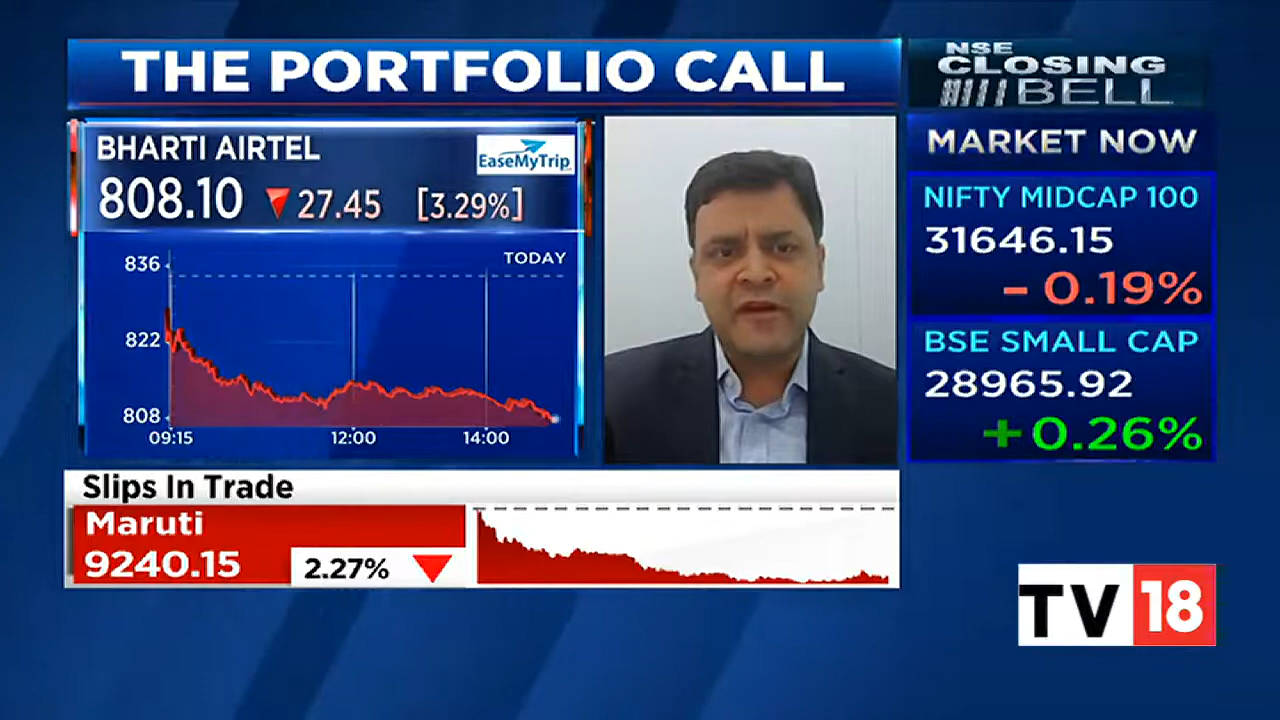 THE PORTFOLIO CALL
BHARTI AIRTEL
EaseMyTrip
808.10 ▼ 27.45 [3.29%]
TODAY
836
822
808
09:15 12:00 14:00
Slips In Trade
Maruti
9240.15 2.27% ▼
NSE
CLOSING
BELL
MARKET NOW
NIFTY MIDCAP 100
31646.15
- 0.19%
BSE SMALL CAP
28965.92
+0.26%
TV 18